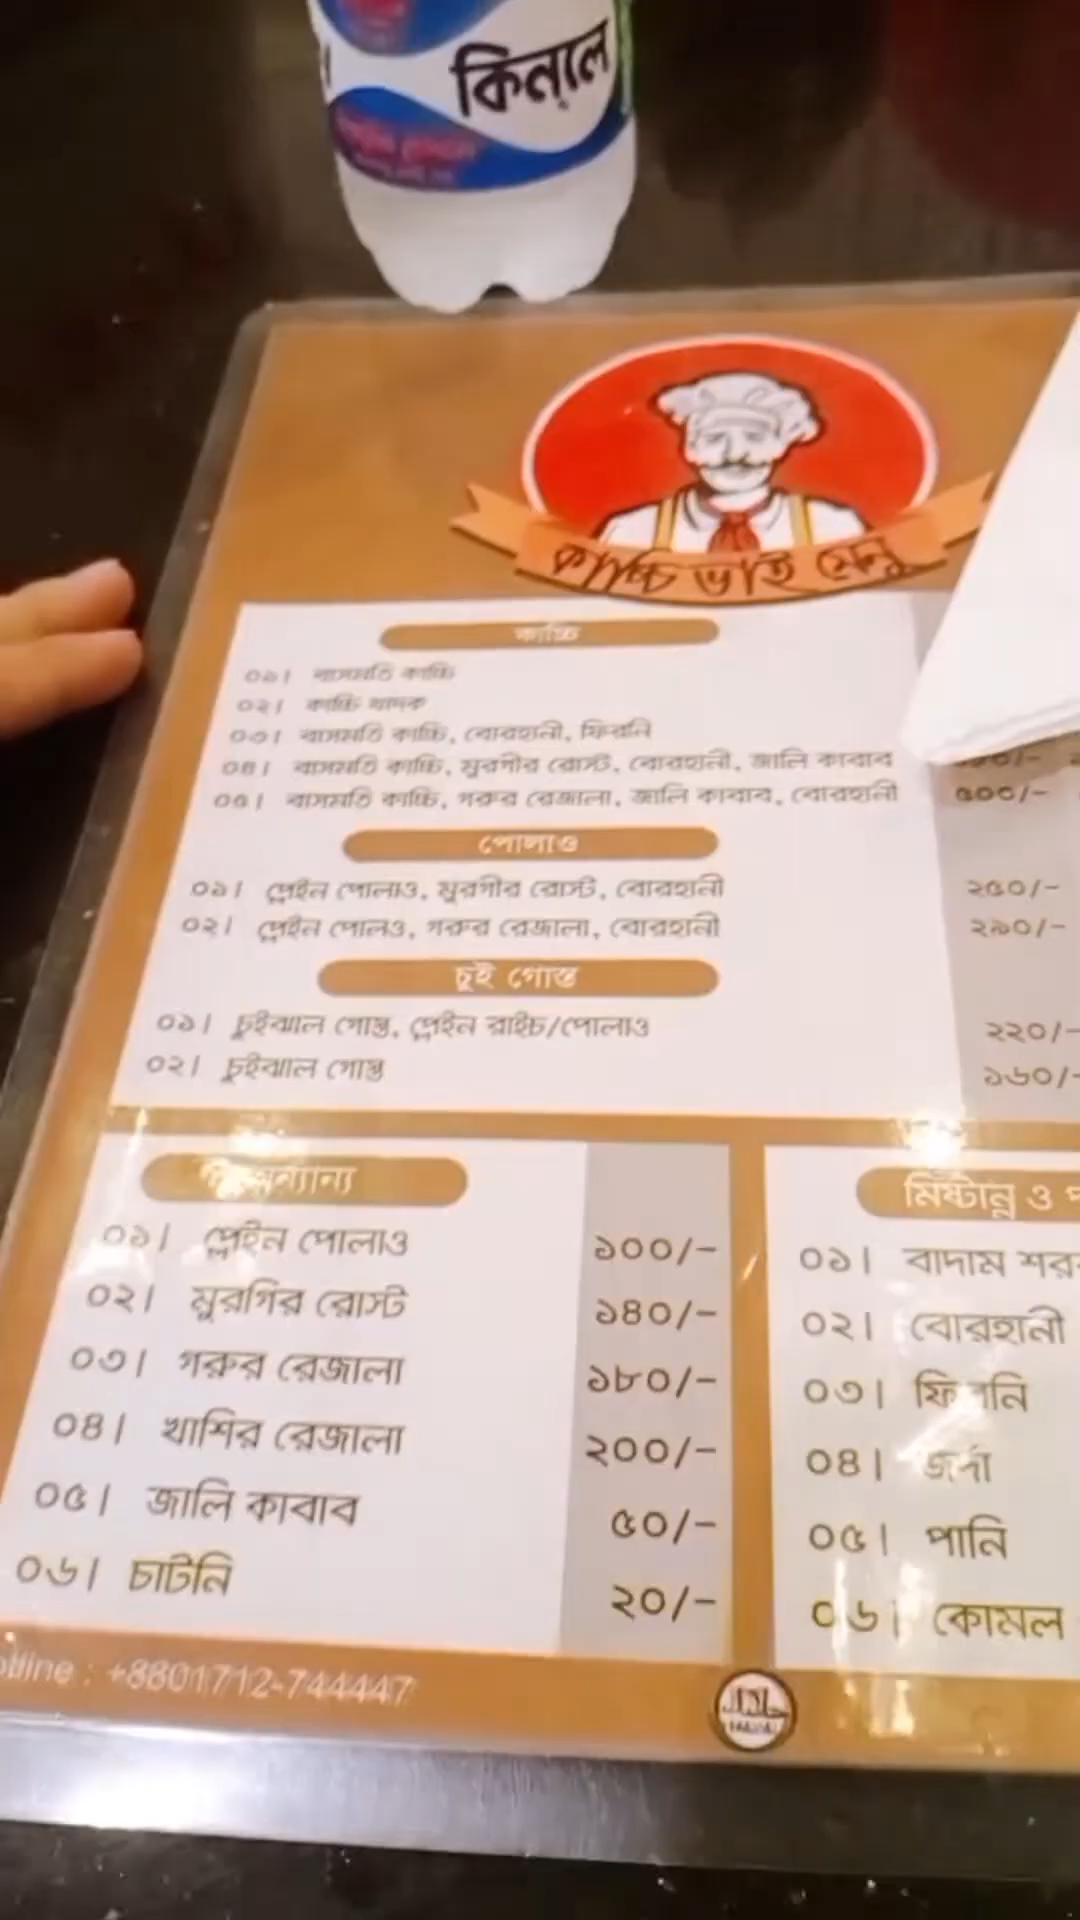 কিন্লে
কাচ্চি ভাই মেনু
কাচ্চি
০১। বাসমতি কাচ্চি
০২। কাচ্চি খাদক
০৩। বাসমতি কাচ্চি, বোরহানী, ফিরনি
০৪। বাসমতি কাচ্চি, মুরগীর রোস্ট, বোরহানী, জালি কাবাব
০৫। বাসমতি কাচ্চি, গরুর রেজালা, জালি কাবাব, বোরহানী ৫০০/-
পোলাও
০১। প্লেইন পোলাও, মুরগীর রোস্ট, বোরহানী ২৫০/-
০২। প্লেইন পোলও, গরুর রেজালা, বোরহানী ২৯০/-
চুই গোস্ত
০১। চুইঝাল গোস্ত, প্লেইন রাইচ/পোলাও ২২০/-
০২। চুইঝাল গোস্ত ১৬০/-
০১। প্লেইন পোলাও ১০০/-
০২। মুরগির রোস্ট ১৪০/-
০৩। গরুর রেজালা ১৮০/-
০৪। খাশির রেজালা ২০০/-
০৫। জালি কাবাব ৫০/-
০৬। চাটনি ২০/-
মিষ্টান্ন ও
০১। বাদাম
০২। বোরহানী
০৩। ফিরনি
০৪। জর্দা
০৫। পানি
০৬। কোমল
+8801712-744447